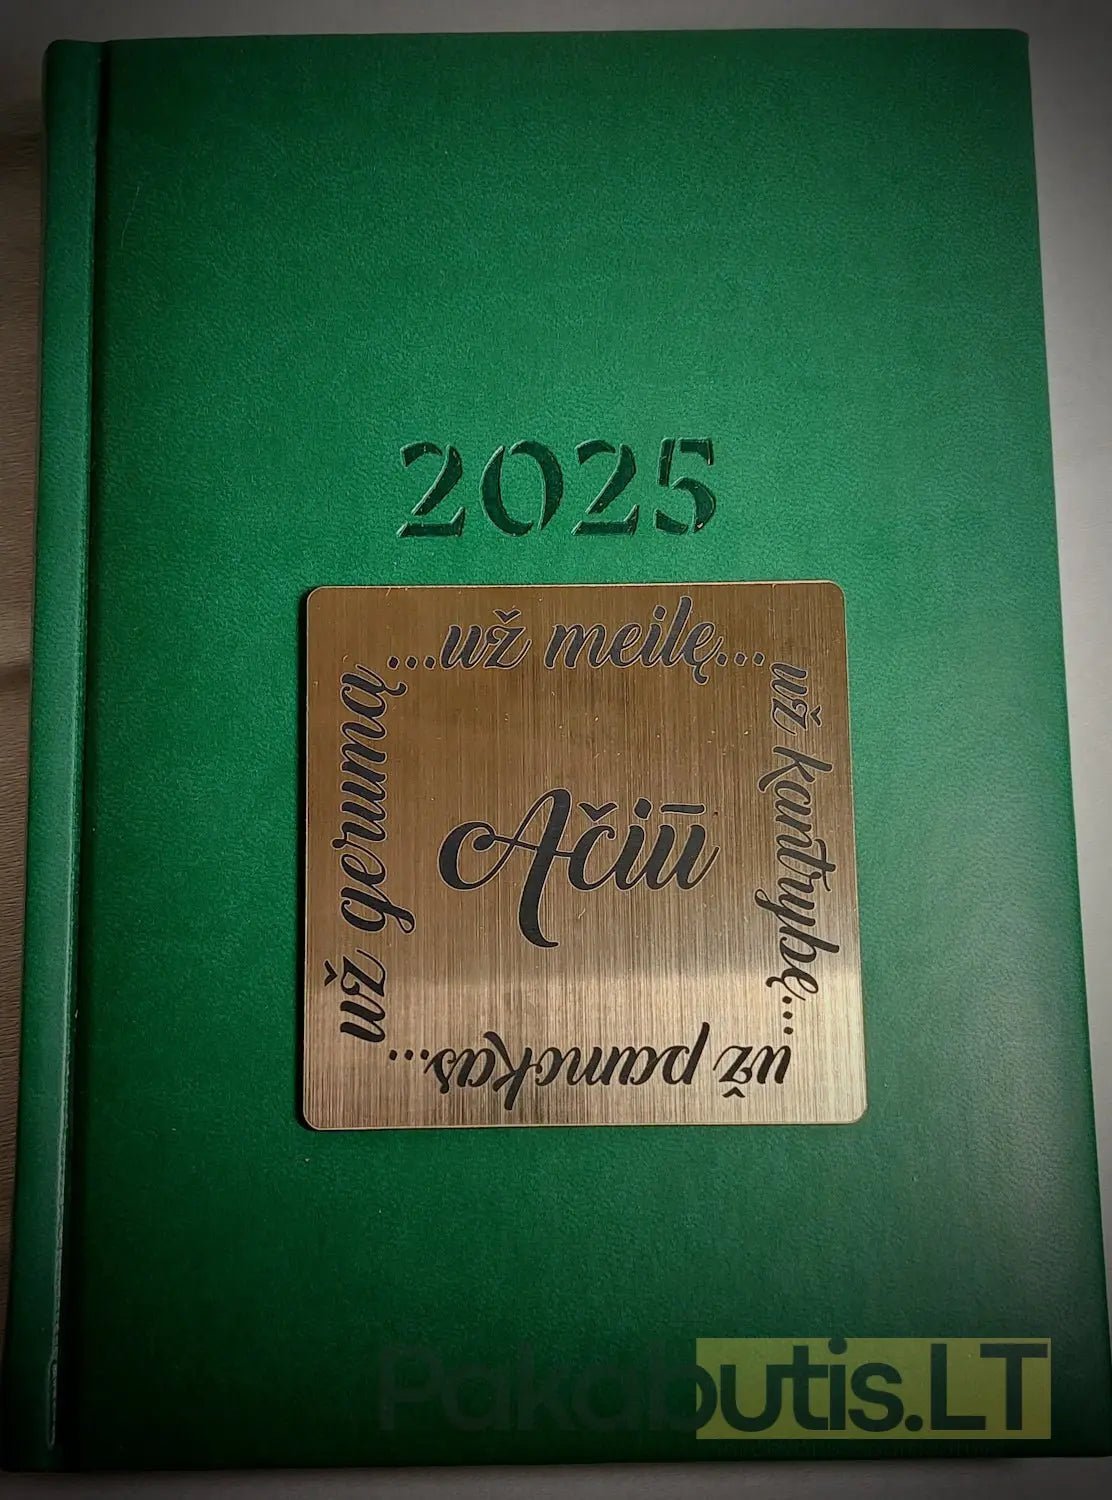 2025
...už meilę...
už kantrybę...
už pamokas...
už gerumą
Ačiū
Pakabutis.LT